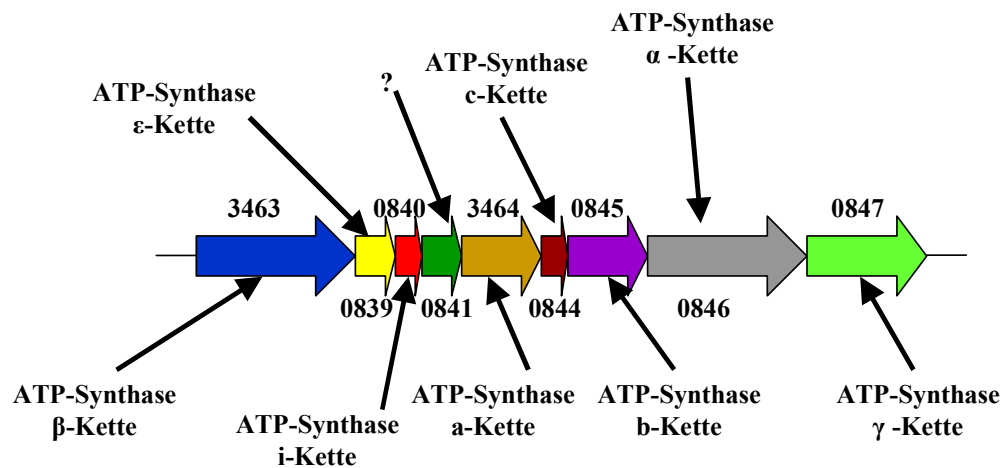 ATP-Synthase
α -Kette
ATP-Synthase
c-Kette
?
ATP-Synthase
ε-Kette
3463
0840
3464
0845
0847
0839
0841
0844
0846
ATP-Synthase
β-Kette
ATP-Synthase
i-Kette
ATP-Synthase
a-Kette
ATP-Synthase
b-Kette
ATP-Synthase
γ -Kette